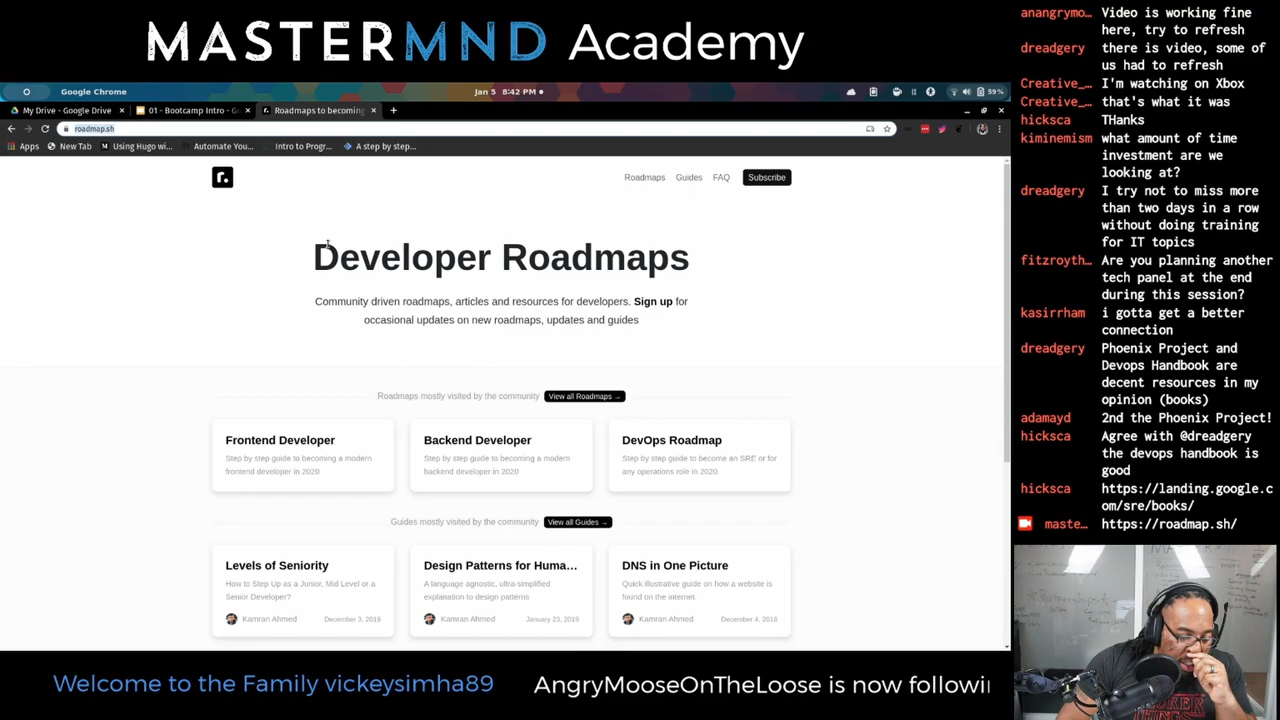 MASTERMND Academy
Google Chrome
Jan 5 8:42 PM
59%
My Drive - Google Drive
01 - Bootcamp Intro - G
Roadmaps to becoming
roadmap.sh
Apps
New Tab
Using Hugo wi...
Automate You...
Intro to Progr...
A step by step...
Roadmaps
Guides
FAQ
Subscribe
Developer Roadmaps
Community driven roadmaps, articles and resources for developers. Sign up for
occasional updates on new roadmaps, updates and guides
Roadmaps mostly visited by the community
View all Roadmaps →
Frontend Developer
Step by step guide to becoming a modern
frontend developer in 2020
Backend Developer
Step by step guide to becoming a modern
backend developer in 2020
DevOps Roadmap
Step by step guide to become an SRE or for
any operations role in 2020
Guides mostly visited by the community
View all Guides →
Levels of Seniority
How to Step Up as a Junior, Mid Level or a
Senior Developer?
Kamran Ahmed
December 3, 2019
Design Patterns for Huma...
A language agnostic, ultra-simplified
explanation to design patterns
Kamran Ahmed
January 23, 2019
DNS in One Picture
Quick illustrative guide on how a website is
found on the internet.
Kamran Ahmed
December 4, 2018
anangrymo... Video is working fine
here, try to refresh
dreadgery there is video, some of
us had to refresh
Creative_... I'm watching on Xbox
Creative_... that's what it was
hicksca THanks
kiminemism what amount of time
investment are we
looking at?
dreadgery I try not to miss more
than two days in a row
without doing training
for IT topics
fitzroyth... Are you planning another
tech panel at the end
during this session?
kasirrham i gotta get a better
connection
dreadgery Phoenix Project and
Devops Handbook are
decent resources in my
opinion (books)
adamayd 2nd the Phoenix Project!
hicksca Agree with @dreadgery
the devops handbook is
good
hicksca https://landing.google.c
om/sre/books/
maste... https://roadmap.sh/
Welcome to the Family vickeysimha89
AngryMooseOnTheLoose is now followi